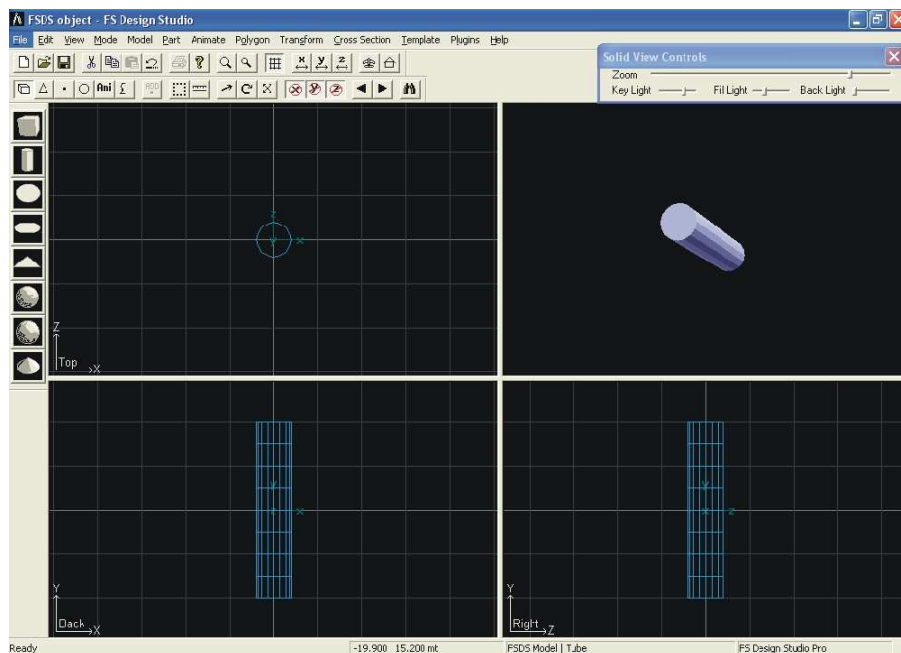 FSDS object - FS Design Studio
File Edit View Mode Model Part Animate Polygon Transform Cross Section Template Plugins Help
Solid View Controls
Zoom
Key Light Fil Light Back Light
x y z
Ani
x y z
z
y x
Z
Top
X
y
z x
Y
Back
X
y
x z
Y
Right
Z
Ready -19.900 15.200 mt FSDS Model | Tube FS Design Studio Pro